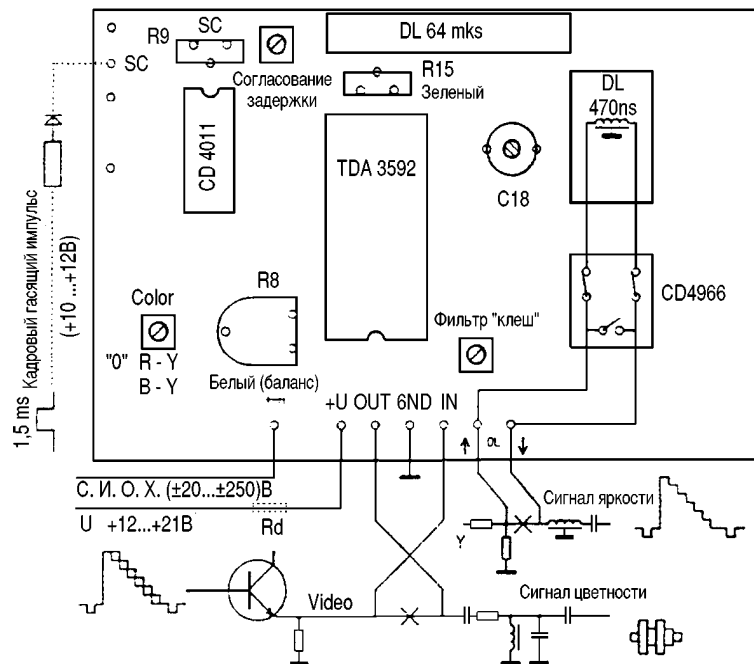 SC
R9
DL 64 mks
SC
Согласование
задержки
R15
Зеленый
DL
470ns
CD 4011
TDA 3592
C18
Кадровый гасящий импульс
(+10 ...+12В)
1,5 ms
Color
R8
"0" R - Y
B - Y
CD4966
Фильтр "клеш"
Белый (баланс)
+U OUT 6ND IN
DL
С. И. О. Х. (±20...±250)В
U +12...+21В
Rd
Сигнал яркости
Y
Video
Сигнал цветности